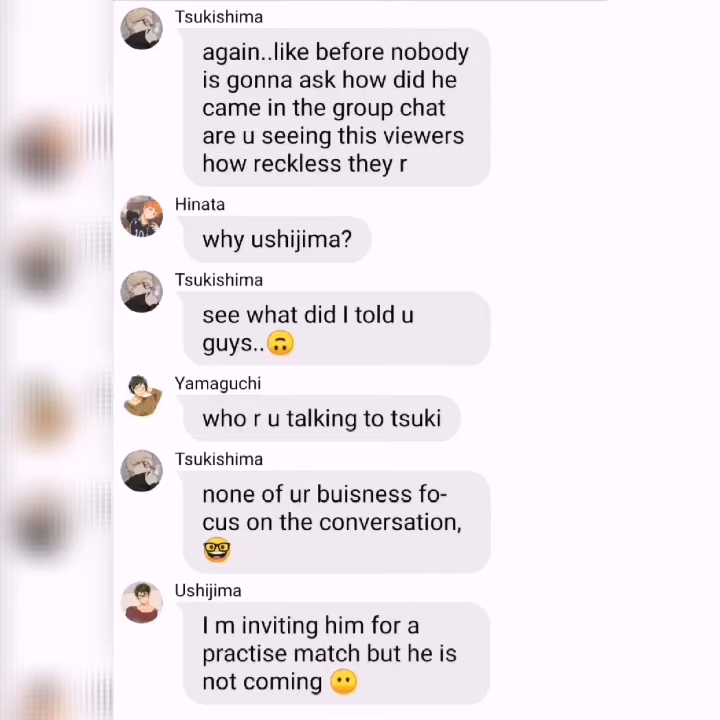 Tsukishima
again..like before nobody
is gonna ask how did he
came in the group chat
are u seeing this viewers
how reckless they r
Hinata
why ushijima?
Tsukishima
see what did I told u
guys..🙃
Yamaguchi
who r u talking to tsuki
Tsukishima
none of ur buisness fo-
cus on the conversation,
🤓
Ushijima
I m inviting him for a
practise match but he is
not coming 😶